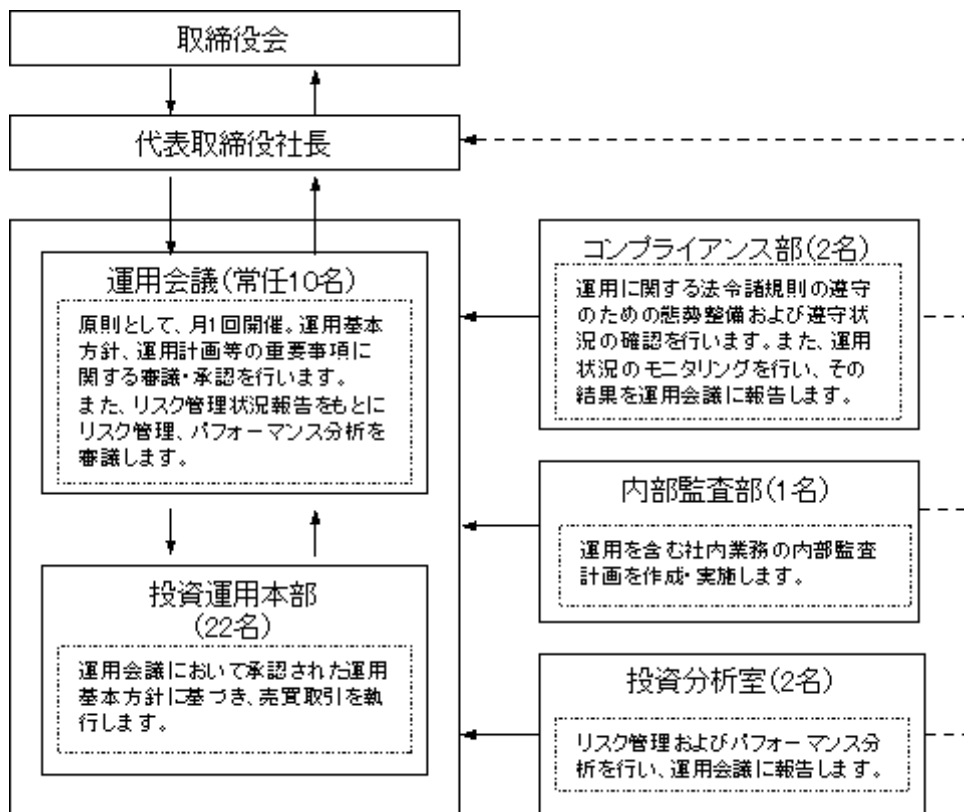 取締役会
代表取締役社長
運用会議(常任10名)
原則として、月1回開催。運用基本
方針、運用計画等の重要事項に
関する審議・承認を行います。
また、リスク管理状況報告をもとに
リスク管理、パフォーマンス分析を
審議します。
投資運用本部
(22名)
運用会議において承認された運用
基本方針に基づき、売買取引を執
行します。
コンプライアンス部(2名)
運用に関する法令諸規則の遵守
のための態勢整備および遵守状
況の確認を行います。また、運用
状況のモニタリングを行い、その
結果を運用会議に報告します。
内部監査部(1名)
運用を含む社内業務の内部監査
計画を作成・実施します。
投資分析室(2名)
リスク管理およびパフォーマンス分
析を行い、運用会議に報告します。